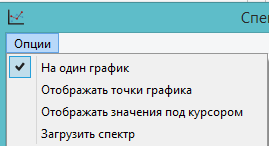 Спе
Опции
На один график
Отображать точки графика
Отображать значения под курсором
Загрузить спектр